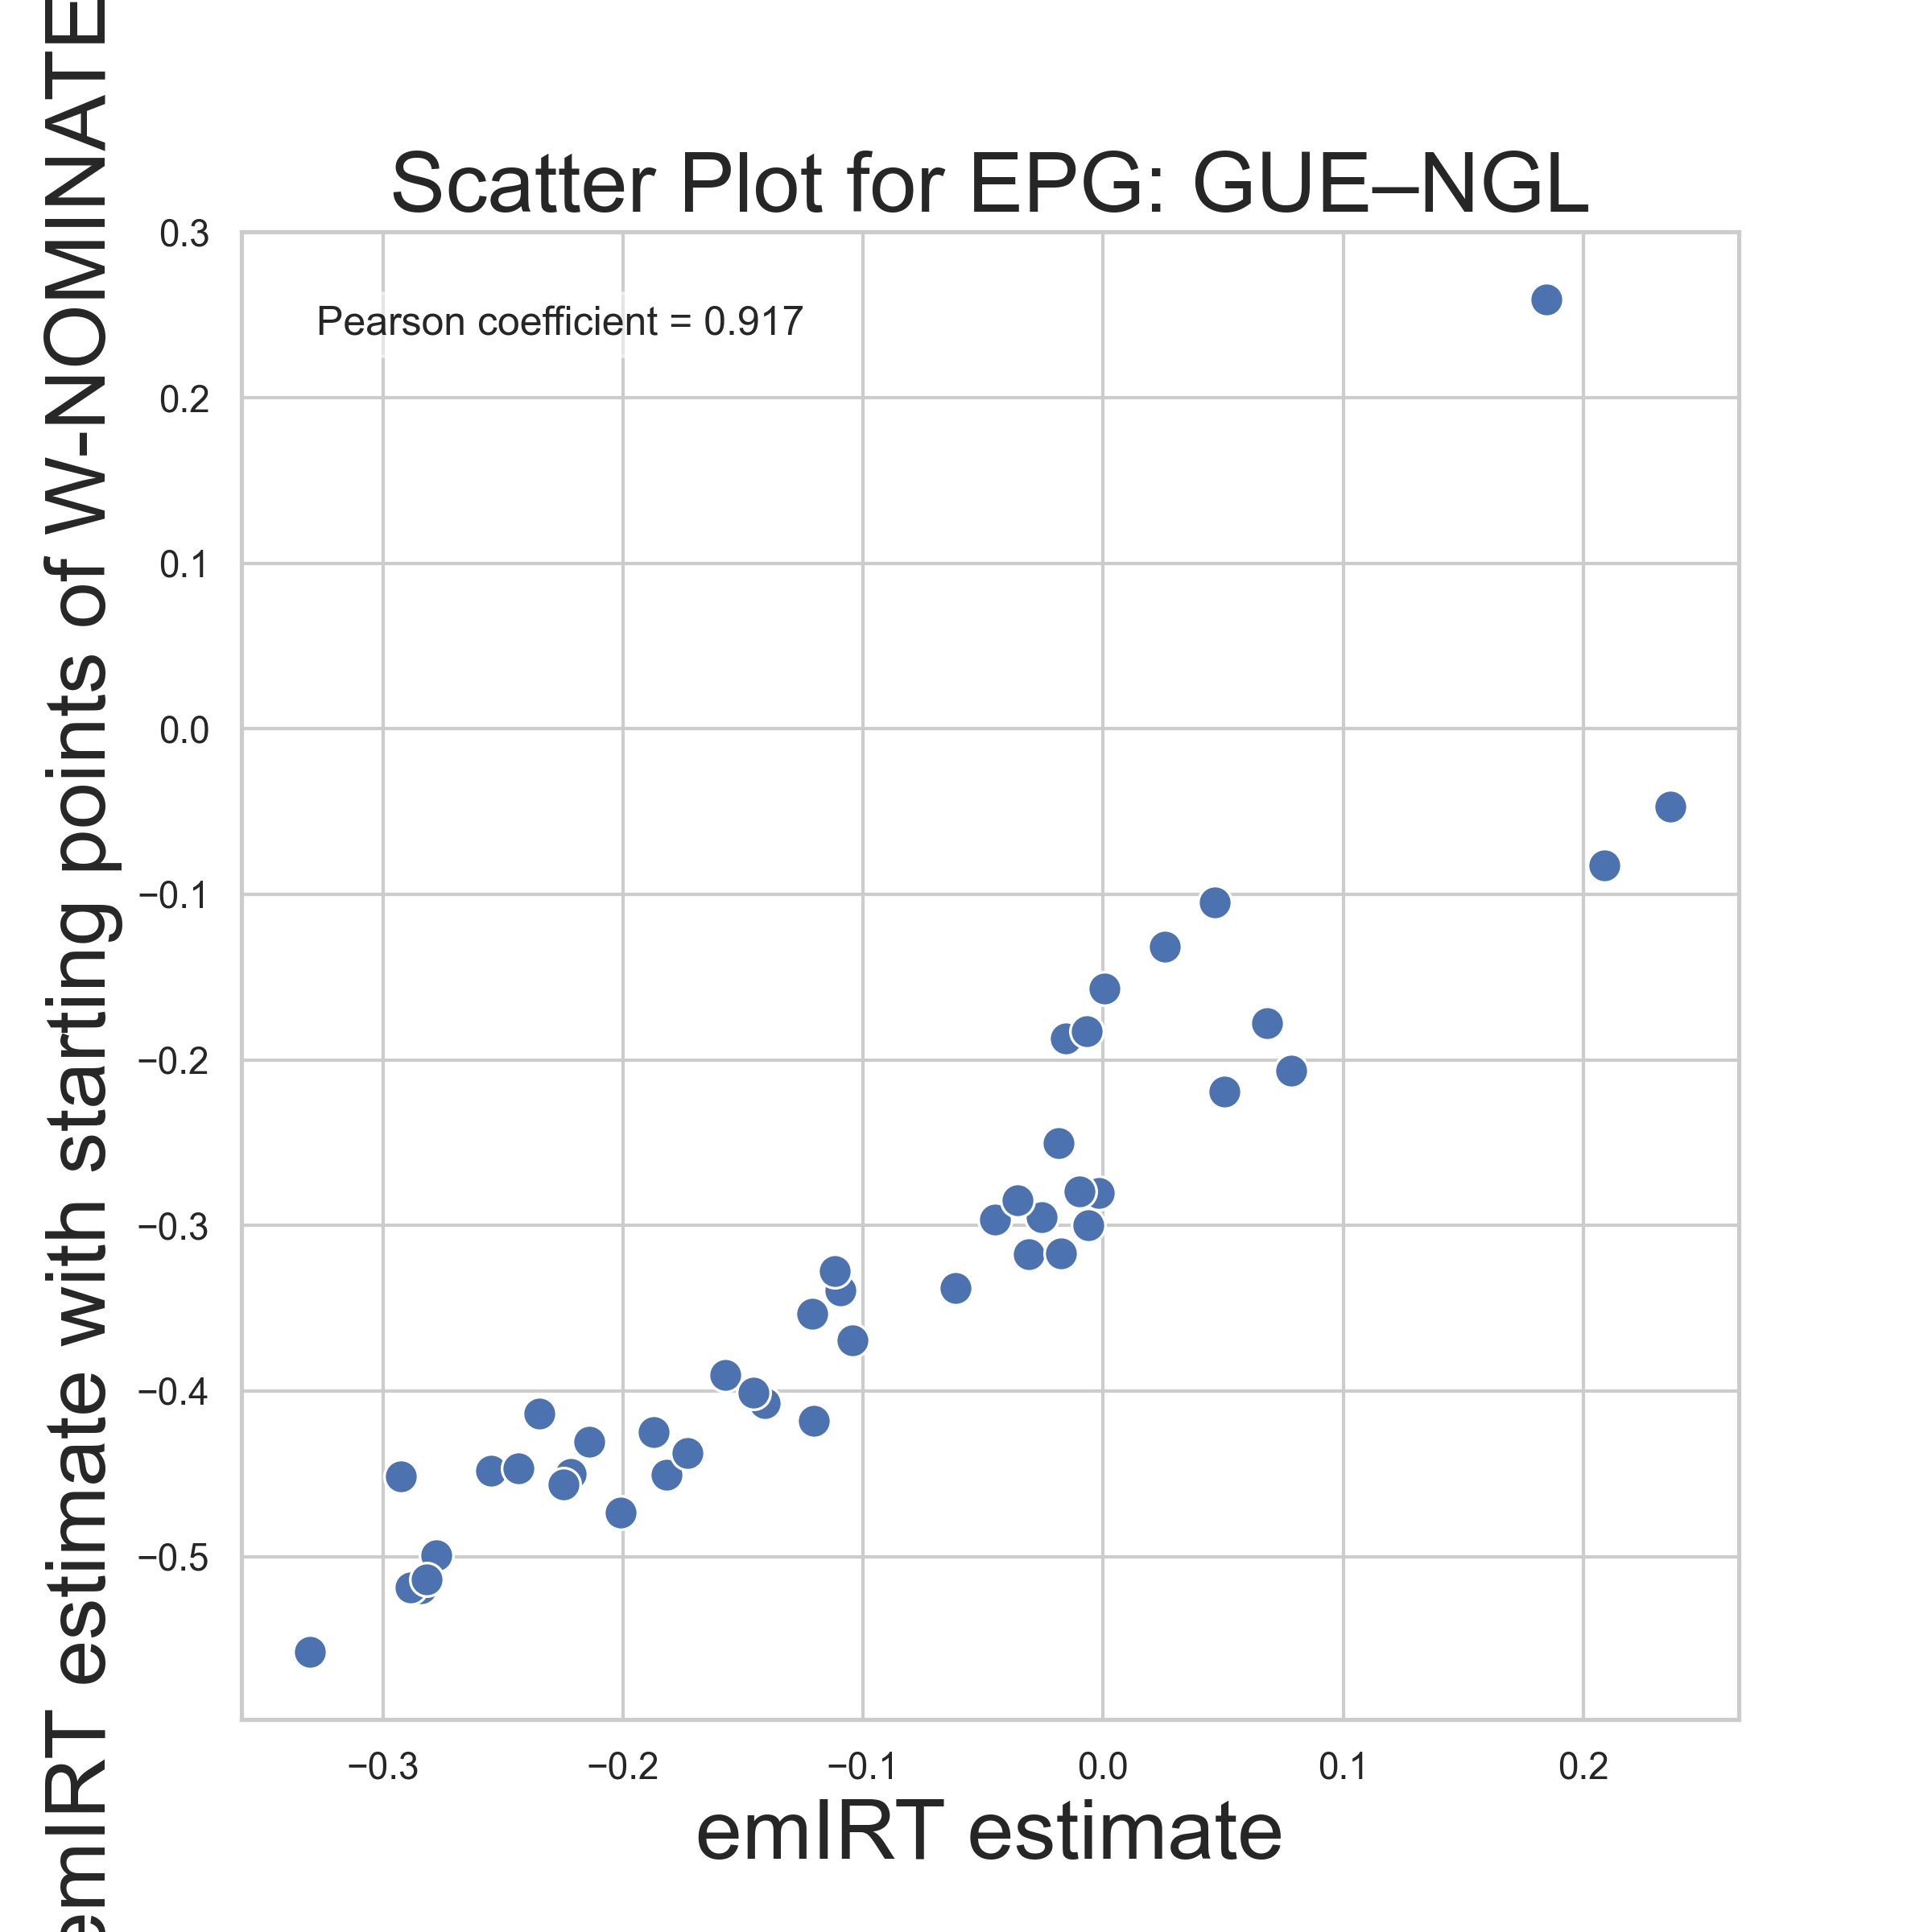 Scatter Plot for EPG: GUE–NGL
emIRT estimate with starting points of W-NOMINATE
0.3
0.2
0.1
0.0
−0.1
−0.2
−0.3
−0.4
−0.5
Pearson coefficient = 0.917
−0.3 −0.2 −0.1 0.0 0.1 0.2
emIRT estimate